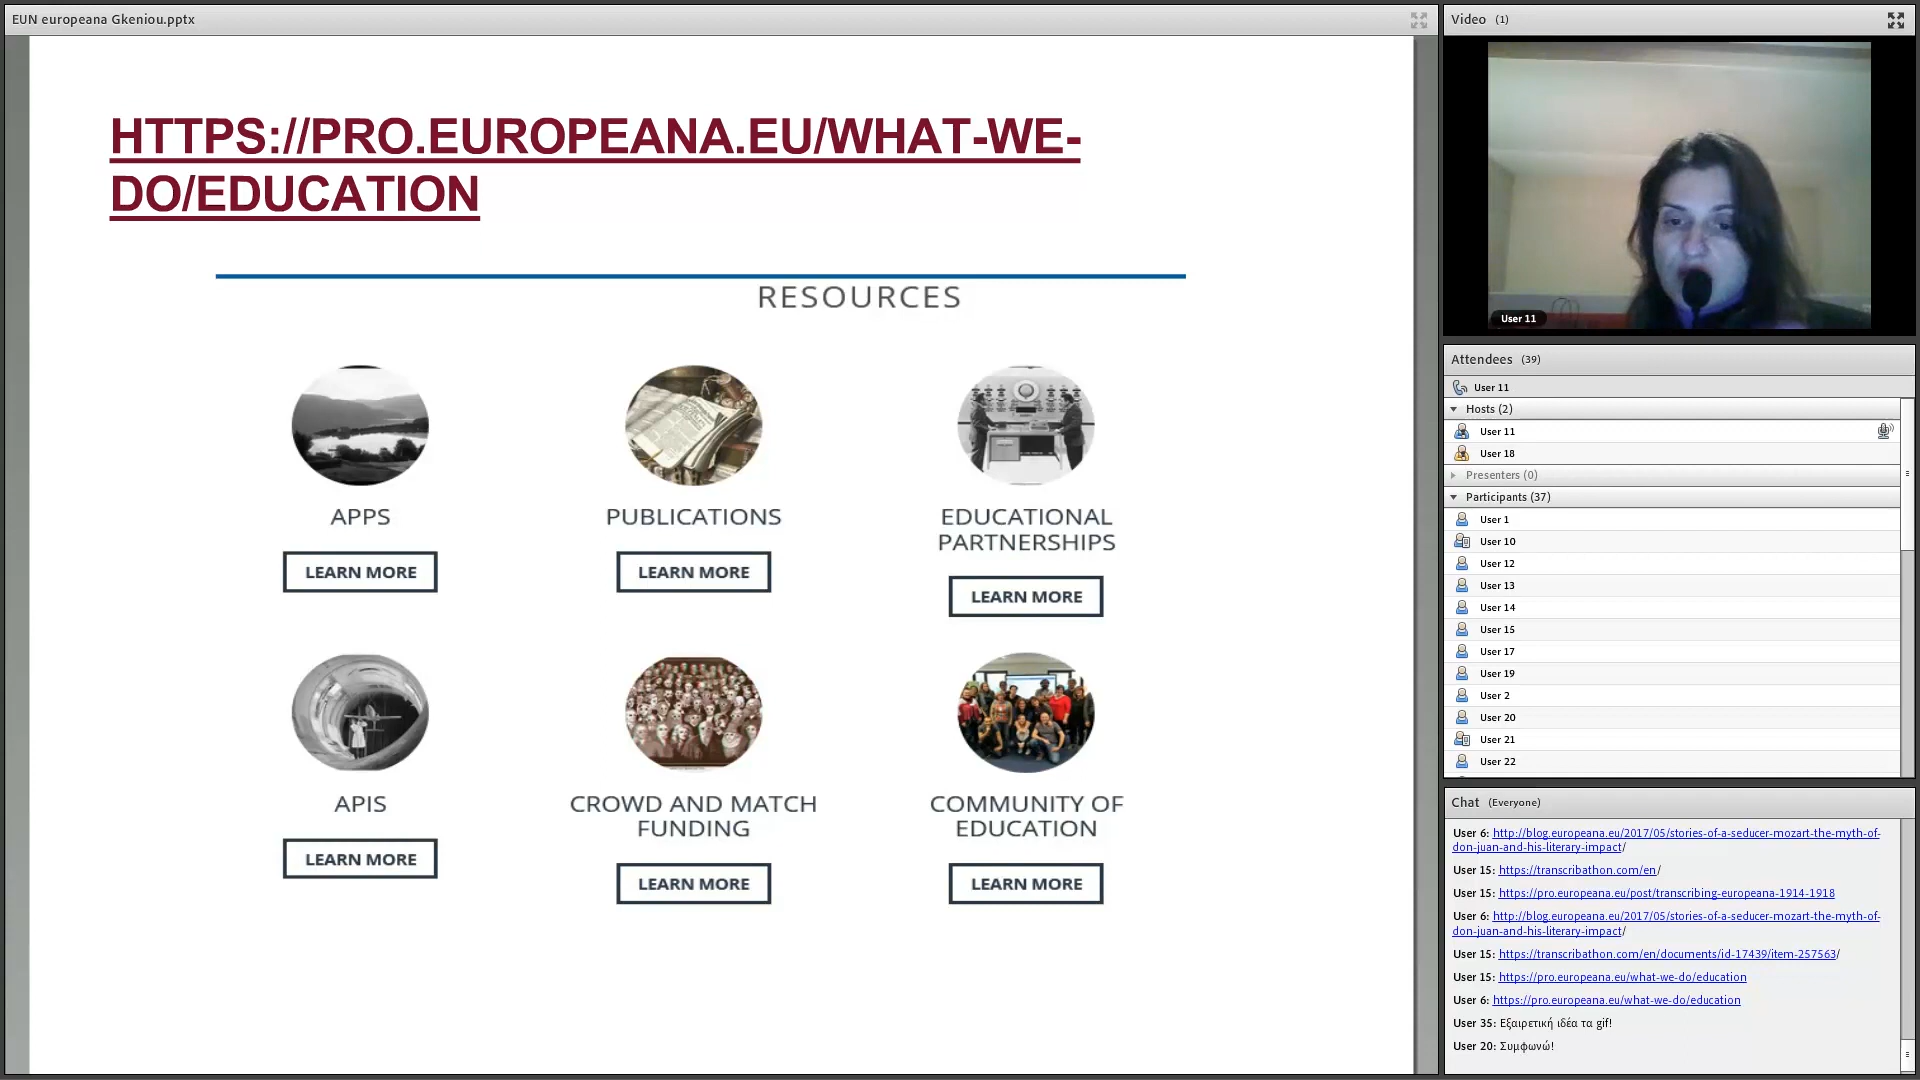 EUN europeana Gkeniou.pptx
HTTPS://PRO.EUROPEANA.EU/WHAT-WE-
DO/EDUCATION
RESOURCES
APPS
LEARN MORE
PUBLICATIONS
LEARN MORE
EDUCATIONAL
PARTNERSHIPS
LEARN MORE
APIS
LEARN MORE
CROWD AND MATCH
FUNDING
LEARN MORE
COMMUNITY OF
EDUCATION
LEARN MORE
Video (1)
User 11
Attendees (39)
User 11
Hosts (2)
User 11
User 18
Presenters (0)
Participants (37)
User 1
User 10
User 12
User 13
User 14
User 15
User 17
User 19
User 2
User 20
User 21
User 22
Chat (Everyone)
User 6: http://blog.europeana.eu/2017/05/stories-of-a-seducer-mozart-the-myth-of-
don-juan-and-his-literary-impact/
User 15: https://transcribathon.com/en/
User 15: https://pro.europeana.eu/post/transcribing-europeana-1914-1918
User 6: http://blog.europeana.eu/2017/05/stories-of-a-seducer-mozart-the-myth-of-
don-juan-and-his-literary-impact/
User 15: https://transcribathon.com/en/documents/id-17439/item-257563/
User 15: https://pro.europeana.eu/what-we-do/education
User 6: https://pro.europeana.eu/what-we-do/education
User 35: Εξαιρετική ιδέα τα gif!
User 20: Συμφωνώ!